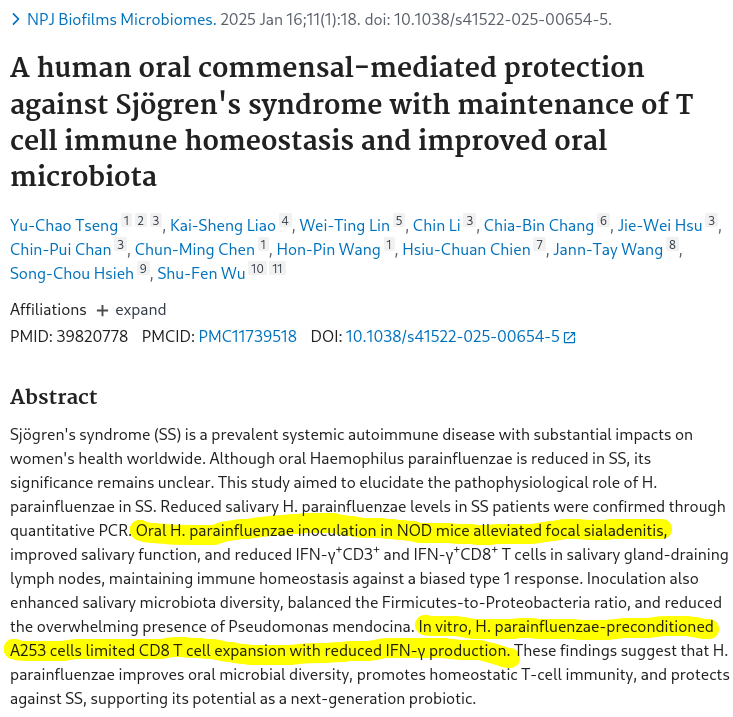 NPJ Biofilms Microbiomes. 2025 Jan 16;11(1):18. doi: 10.1038/s41522-025-00654-5.
A human oral commensal-mediated protection
against Sjögren's syndrome with maintenance of T
cell immune homeostasis and improved oral
microbiota
Yu-Chao Tseng 1 2 3, Kai-Sheng Liao 4, Wei-Ting Lin 5, Chin Li 3, Chia-Bin Chang 6, Jie-Wei Hsu 3,
Chin-Pui Chan 3, Chun-Ming Chen 1, Hon-Pin Wang 1, Hsiu-Chuan Chien 7, Jann-Tay Wang 8,
Song-Chou Hsieh 9, Shu-Fen Wu 10 11
Affiliations + expand
PMID: 39820778 PMCID: PMC11739518 DOI: 10.1038/s41522-025-00654-5
Abstract
Sjögren's syndrome (SS) is a prevalent systemic autoimmune disease with substantial impacts on
women's health worldwide. Although oral Haemophilus parainfluenzae is reduced in SS, its
significance remains unclear. This study aimed to elucidate the pathophysiological role of H.
parainfluenzae in SS. Reduced salivary H. parainfluenzae levels in SS patients were confirmed through
quantitative PCR. Oral H. parainfluenzae inoculation in NOD mice alleviated focal sialadenitis,
improved salivary function, and reduced IFN-γ⁺CD3⁺ and IFN-γ⁺CD8⁺ T cells in salivary gland-draining
lymph nodes, maintaining immune homeostasis against a biased type 1 response. Inoculation also
enhanced salivary microbiota diversity, balanced the Firmicutes-to-Proteobacteria ratio, and reduced
the overwhelming presence of Pseudomonas mendocina. In vitro, H. parainfluenzae-preconditioned
A253 cells limited CD8 T cell expansion with reduced IFN-γ production. These findings suggest that H.
parainfluenzae improves oral microbial diversity, promotes homeostatic T-cell immunity, and protects
against SS, supporting its potential as a next-generation probiotic.